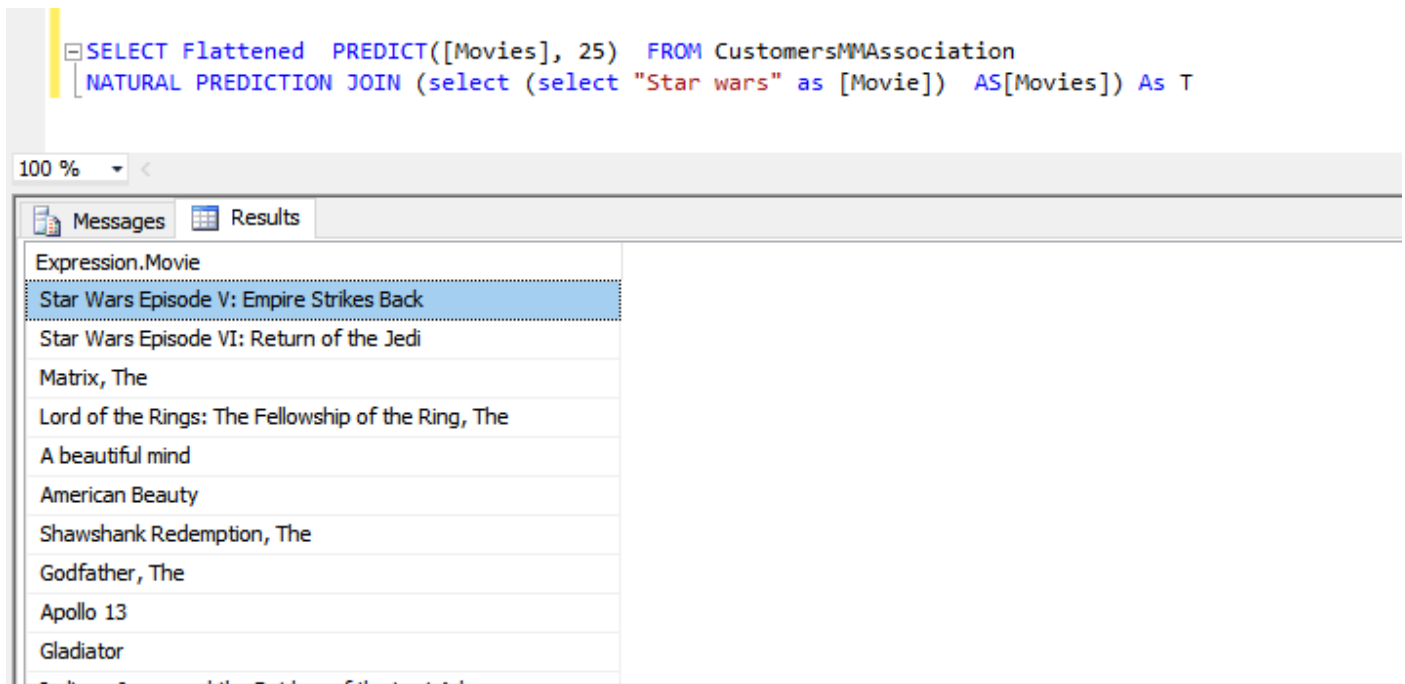 SELECT Flattened  PREDICT([Movies], 25)  FROM CustomersMMAssociation
NATURAL PREDICTION JOIN (select (select "Star wars" as [Movie])  AS[Movies]) As T
100 %
Messages Results
Expression.Movie
Star Wars Episode V: Empire Strikes Back
Star Wars Episode VI: Return of the Jedi
Matrix, The
Lord of the Rings: The Fellowship of the Ring, The
A beautiful mind
American Beauty
Shawshank Redemption, The
Godfather, The
Apollo 13
Gladiator